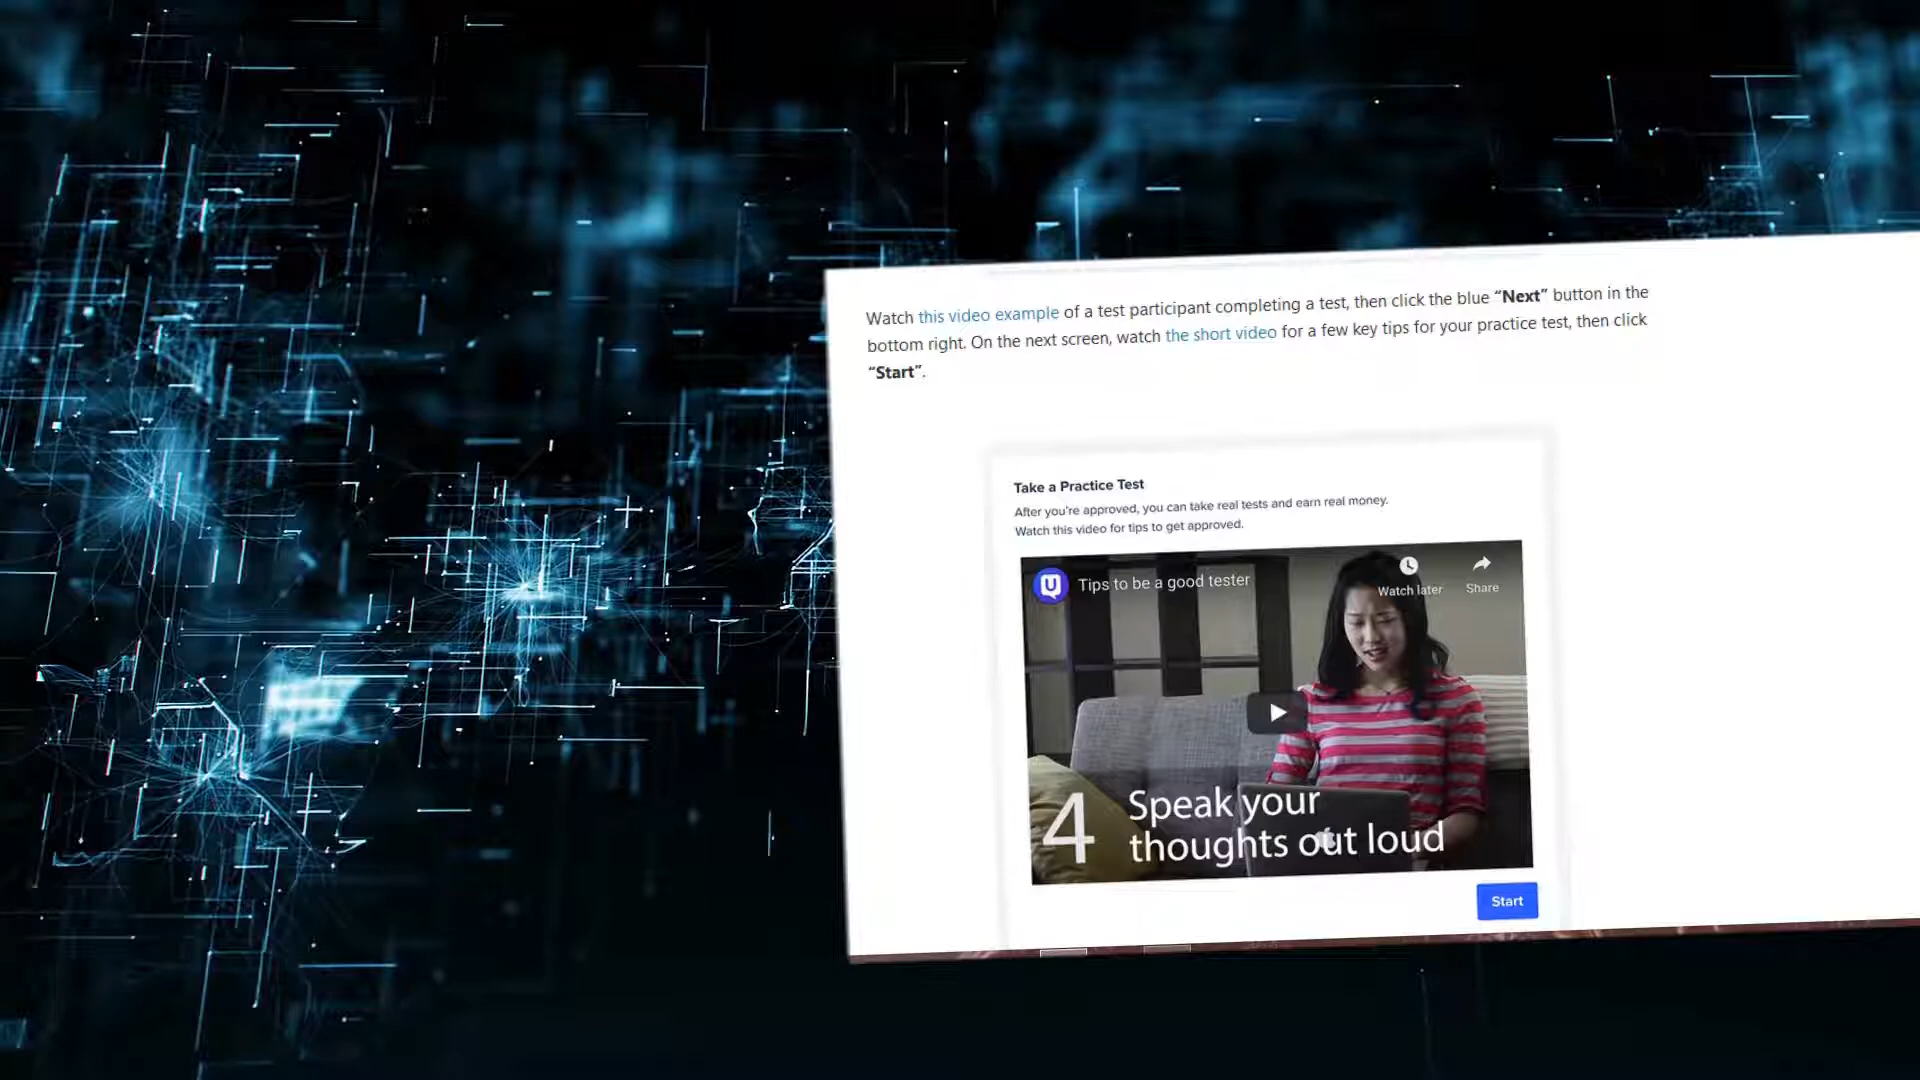 Watch this video example of a test participant completing a test, then click the blue “Next” button in the
bottom right. On the next screen, watch the short video for a few key tips for your practice test, then click
“Start”.
Take a Practice Test
After you're approved, you can take real tests and earn real money.
Watch this video for tips to get approved.
Tips to be a good tester
Watch later
Share
4
Speak your
thoughts out loud
Start